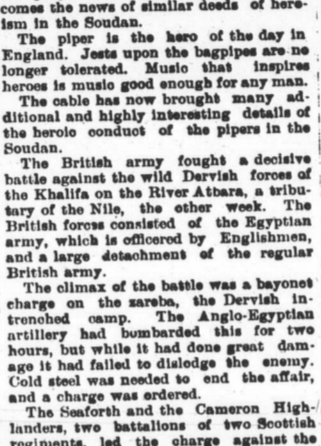 comes the news of similar deeds of hero-
ism in the Soudan.
The piper is the hero of the day in
England. Jests upon the bagpipes are no
longer tolerated. Music that inspires
heroes is music good enough for any man.
The cable has now brought many ad-
ditional and highly interesting details of
the heroic conduct of the pipers in the
Soudan.
The British army fought a decisive
battle against the wild Dervish forces of
the Khalifa on the River Atbara, a tribu-
tary of the Nile, the other week. The
British forces consisted of the Egyptian
army, which is officered by Englishmen,
and a large detachment of the regular
British army.
The climax of the battle was a bayonet
charge on the zareba, the Dervish in-
trenched camp. The Anglo-Egyptian
artillery had bombarded this for two
hours, but while it had done great dam-
age it had failed to dislodge the enemy.
Cold steel was needed to end the affair,
and a charge was ordered.
The Seaforth and the Cameron High-
landers, two battalions of two Scottish
regiments, led the charge against the